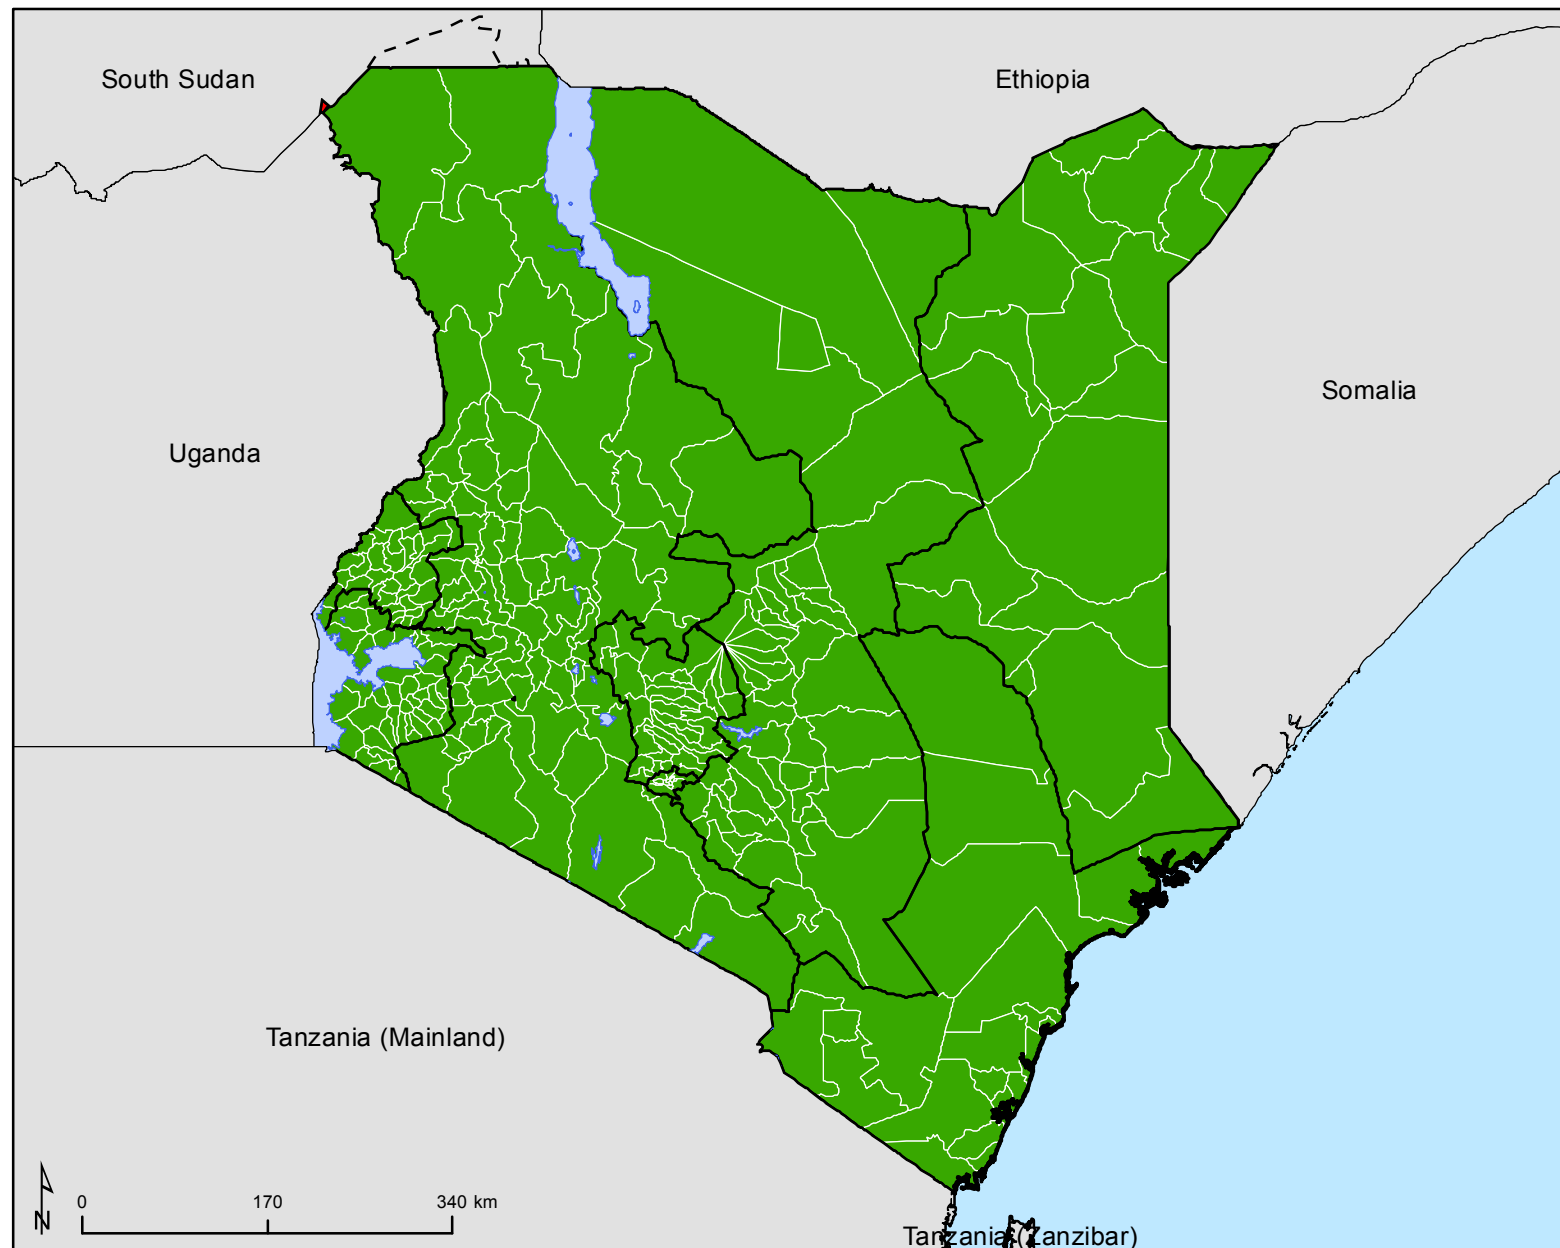 South Sudan
Ethiopia
Somalia
Uganda
Tanzania (Mainland)
0 170 340 km
N
Tanzania (Zanzibar)